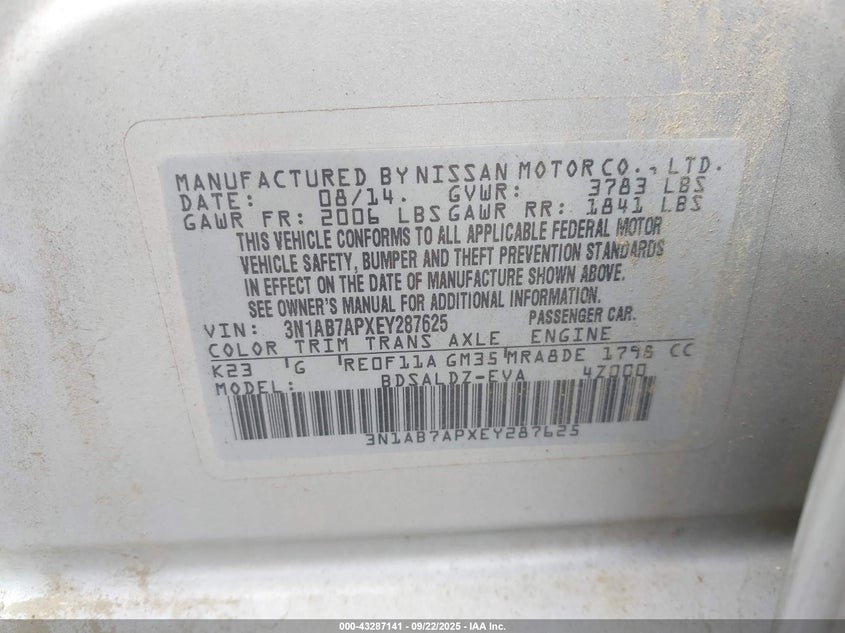 MANUFACTURED BY NISSAN MOTOR CO., LTD.
DATE: 08/14. GVWR: 3783 LBS
GAWR FR: 2006 LBS GAWR RR: 1841 LBS
THIS VEHICLE CONFORMS TO ALL APPLICABLE FEDERAL MOTOR
VEHICLE SAFETY, BUMPER AND THEFT PREVENTION STANDARDS
IN EFFECT ON THE DATE OF MANUFACTURE SHOWN ABOVE.
SEE OWNER'S MANUAL FOR ADDITIONAL INFORMATION.
VIN: 3N1AB7APXEY287625 PASSENGER CAR.
COLOR TRIM TRANS AXLE ENGINE
K23 G RE0F11A GM35 MRA8DE 1798 CC
MODEL: BDSALDZ-EVA 4Z000
3N1AB7APXEY287625
000-43287141 - 09/22/2025 - IAA Inc.